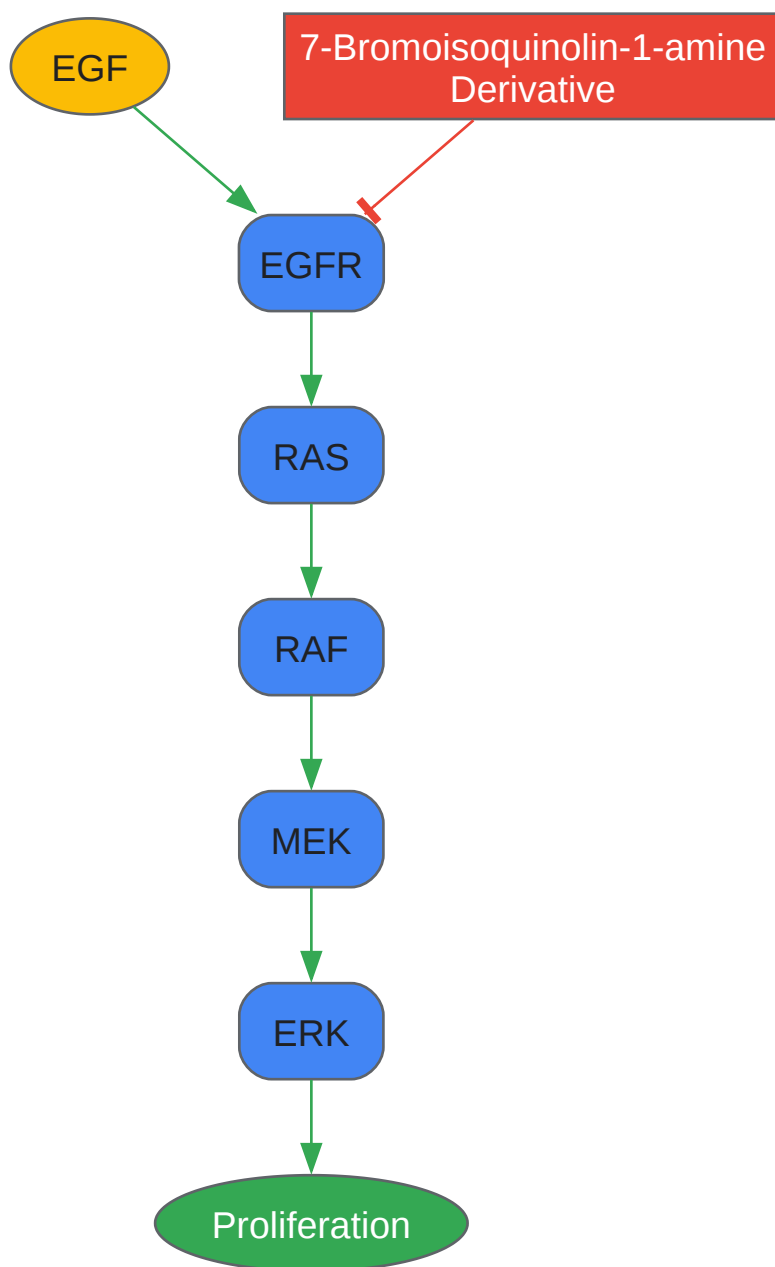 EGF
7-Bromoisoquinolin-1-amine
Derivative
EGFR
RAS
RAF
MEK
ERK
Proliferation